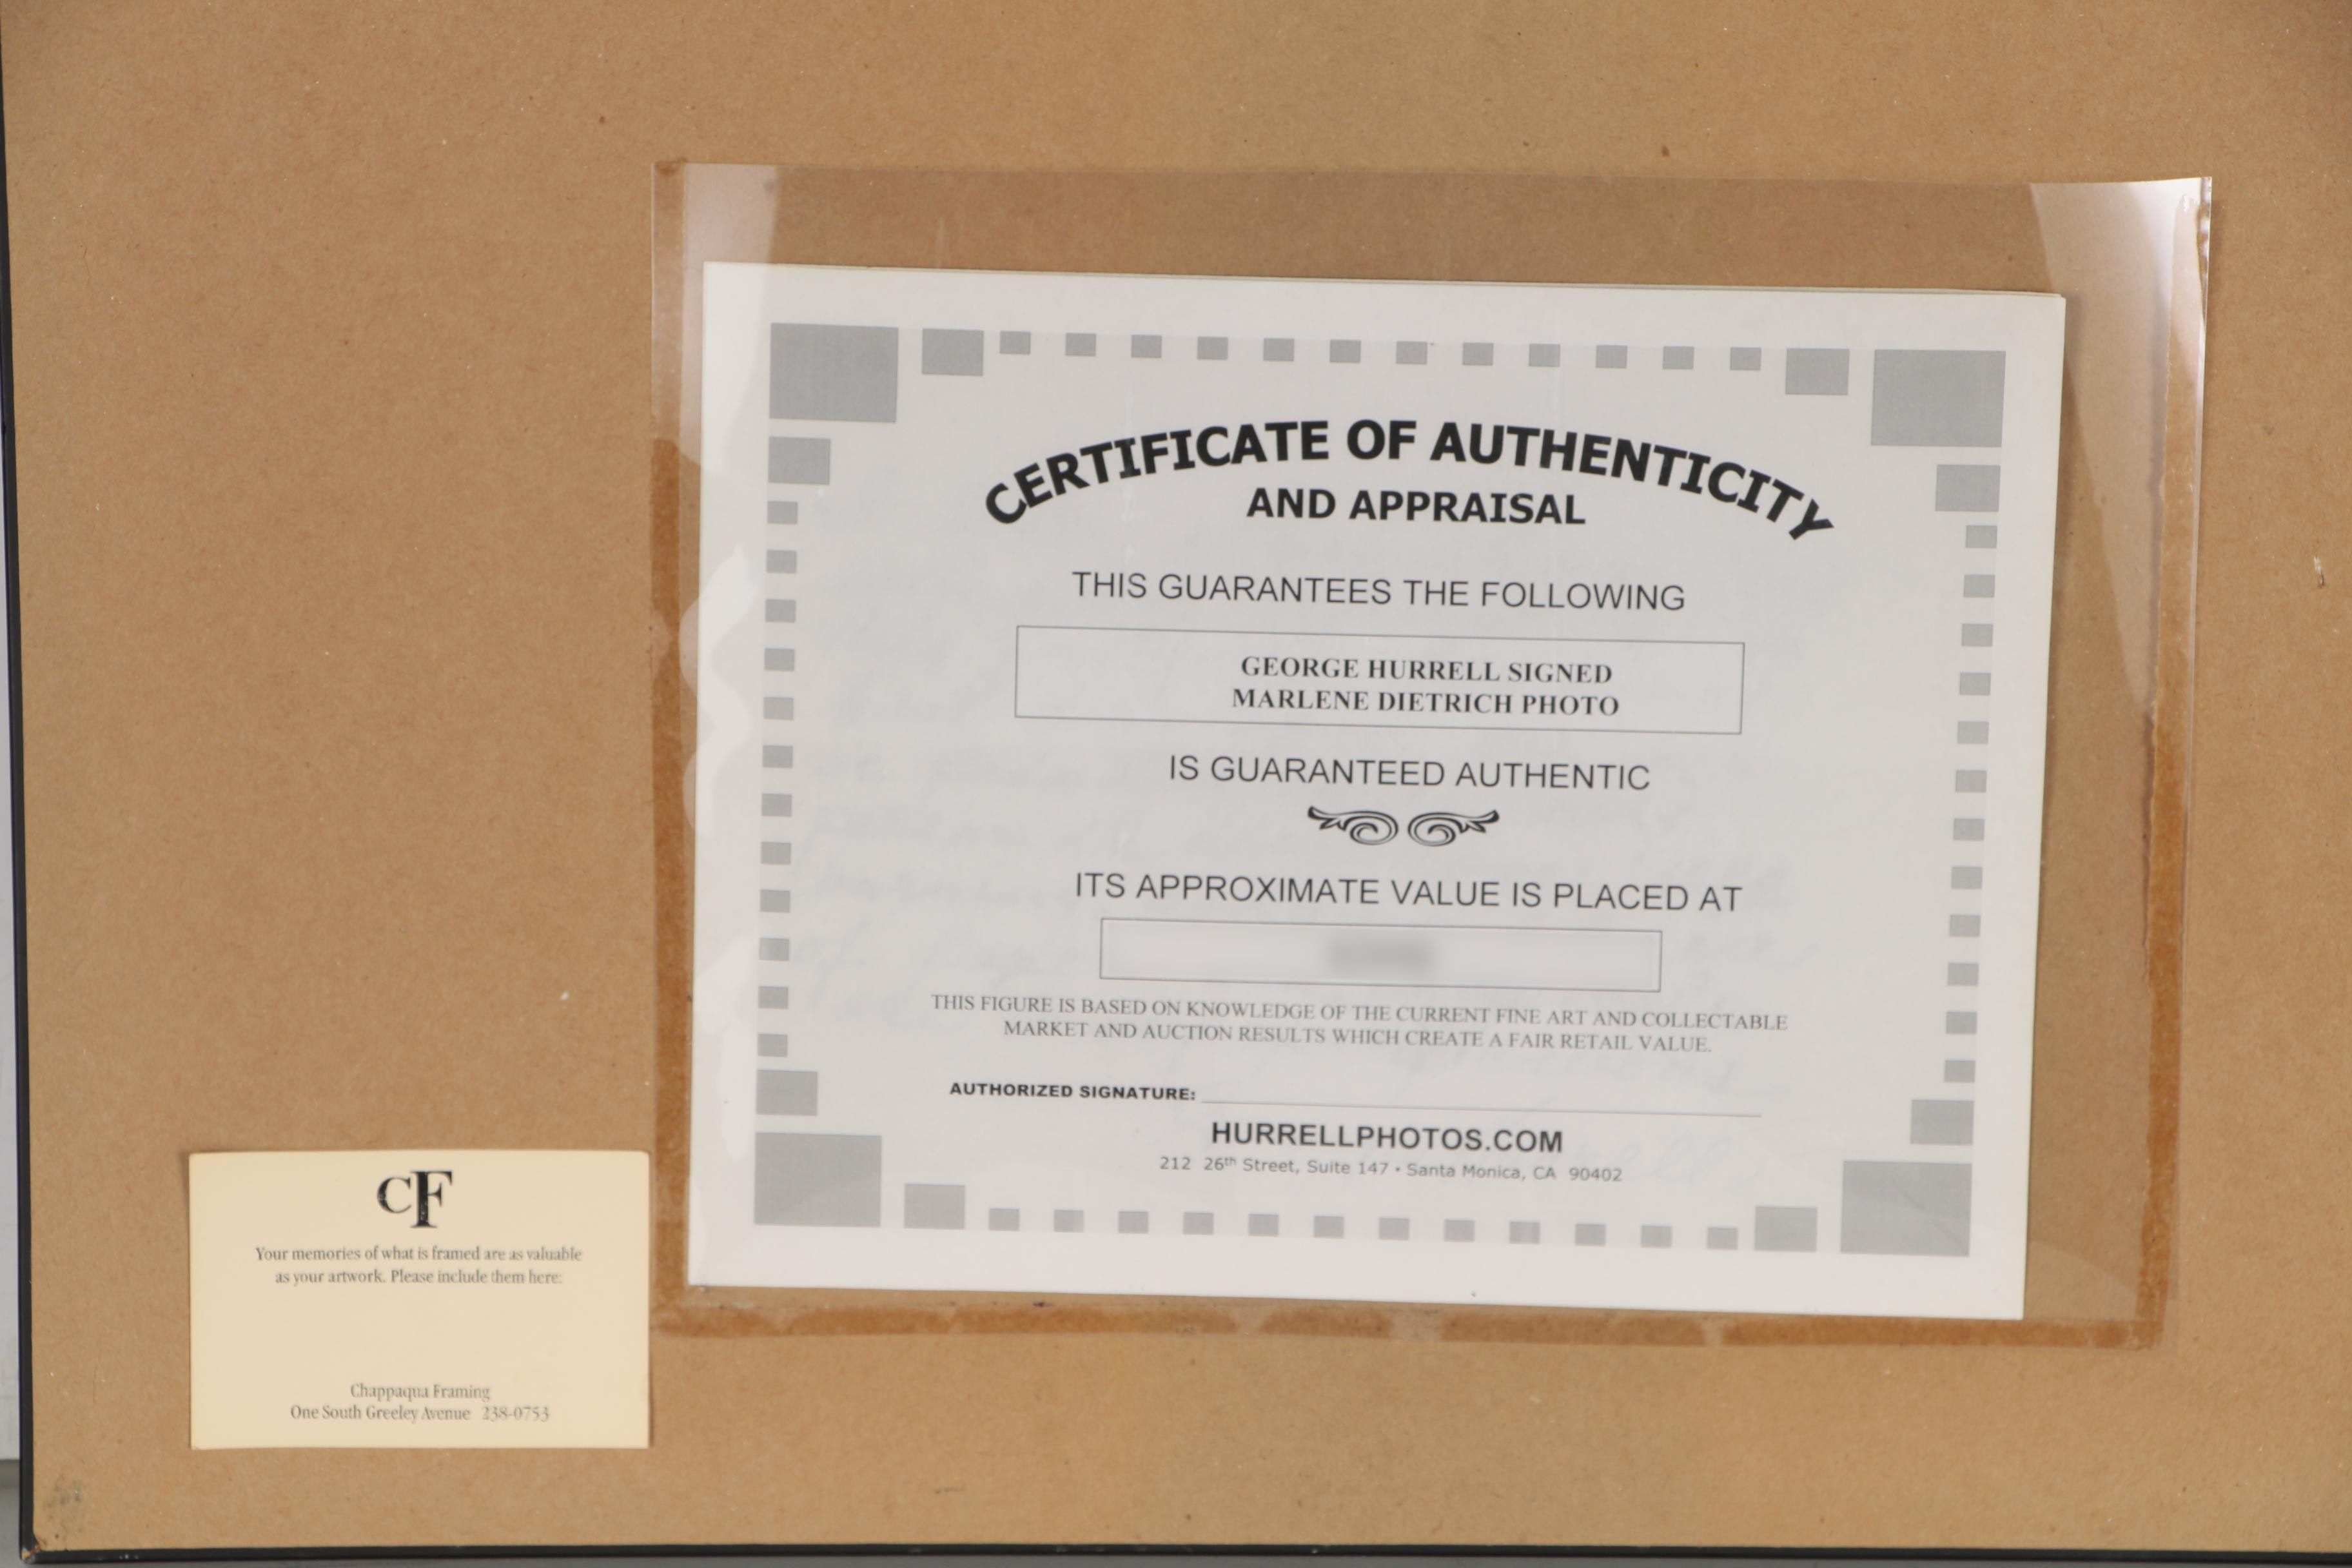 CERTIFICATE OF AUTHENTICITY
AND APPRAISAL
THIS GUARANTEES THE FOLLOWING
GEORGE HURRELL SIGNED
MARLENE DIETRICH PHOTO
IS GUARANTEED AUTHENTIC
ITS APPROXIMATE VALUE IS PLACED AT
THIS FIGURE IS BASED ON KNOWLEDGE OF THE CURRENT FINE ART AND COLLECTABLE
MARKET AND AUCTION RESULTS WHICH CREATE A FAIR RETAIL VALUE.
AUTHORIZED SIGNATURE:
HURRELLPHOTOS.COM
212 26th Street, Suite 147 • Santa Monica, CA 90402
CF
Your memories of what is framed are as valuable
as your artwork. Please include them here:
Chappaqua Framing
One South Greeley Avenue 238-0753